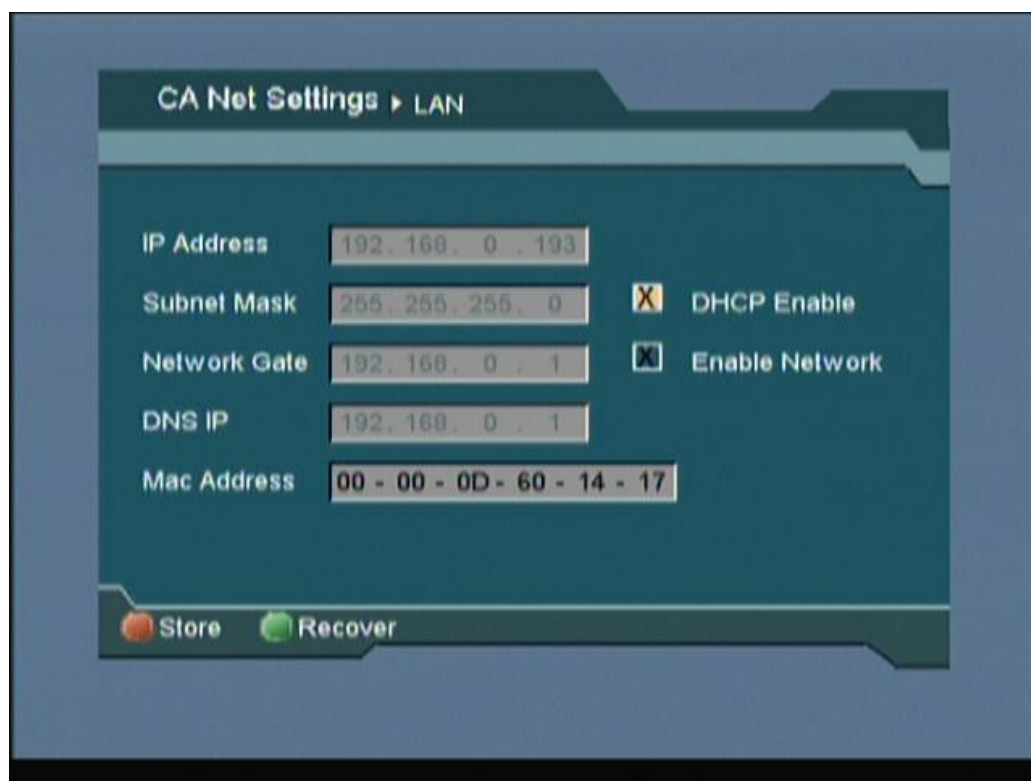 CA Net Settings ▸ LAN
IP Address 192. 168. 0 . 193
Subnet Mask 255. 255. 255. 0 X DHCP Enable
Network Gate 192. 168. 0 . 1 X Enable Network
DNS IP 192. 168. 0 . 1
Mac Address 00 - 00 - 0D - 60 - 14 - 17
Store Recover